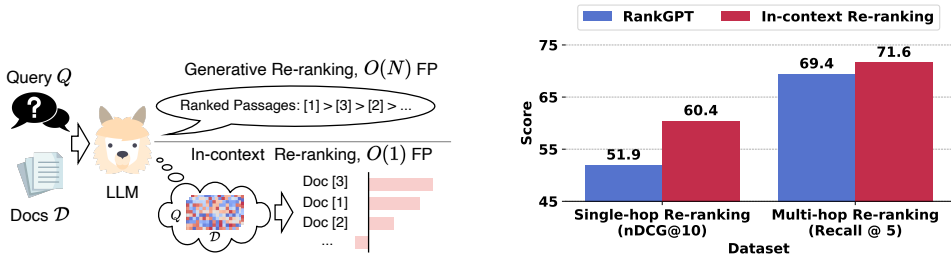 Query Q
?
Docs D
LLM
Generative Re-ranking, O(N) FP
Ranked Passages: [1] > [3] > [2] > ...
In-context Re-ranking, O(1) FP
Q
D
Doc [3]
Doc [1]
Doc [2]
...
RankGPT
In-context Re-ranking
Score
75
65
55
45
51.9
60.4
69.4
71.6
Single-hop Re-ranking
(nDCG@10)
Multi-hop Re-ranking
(Recall @ 5)
Dataset